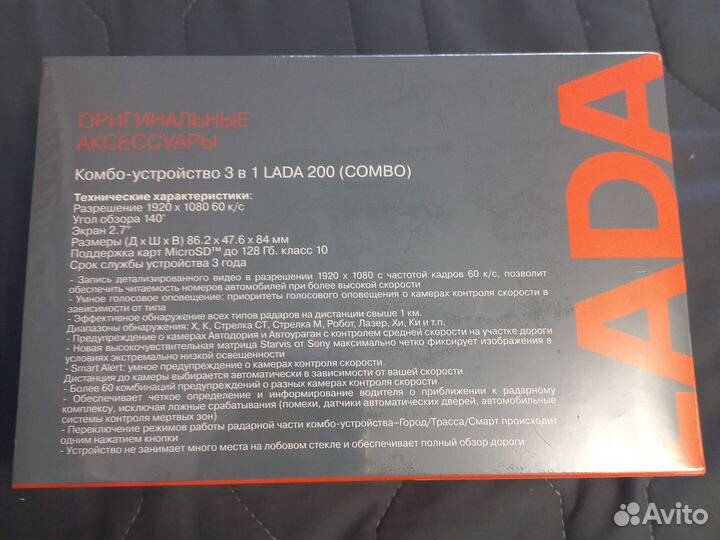 ОРИГИНАЛЬНЫЕ
АКСЕССУАРЫ
Комбо-устройство 3 в 1 LADA 200 (COMBO)
Технические характеристики:
Разрешение 1920 x 1080 60 к/с
Угол обзора 140°
Экран 2.7"
Размеры (Д x Ш x В) 86.2 x 47.6 x 84 мм
Поддержка карт MicroSD™ до 128 Гб. класс 10
Срок службы устройства 3 года
- Запись детализированного видео в разрешении 1920 x 1080 с частотой кадров 60 к/с, позволит
обеспечить читаемость номеров автомобилей при более высокой скорости
- Умное голосовое оповещение: приоритеты голосового оповещения о камерах контроля скорости в
зависимости от типа
- Эффективное обнаружение всех типов радаров на дистанции свыше 1 км.
Диапазоны обнаружения: X, K, Стрелка СТ, Стрелка М, Робот, Лазер, Хи, Ки и т.п.
- Предупреждение о камерах Автодория и Автоураган с контролем средней скорости на участке дороги
- Новая высокочувствительная матрица Starvis от Sony максимально четко фиксирует изображения в
условиях экстремально низкой освещенности
- Smart Alert: умное предупреждение о камерах контроля скорости.
Дистанция до камеры выбирается автоматически в зависимости от вашей скорости
- Более 60 комбинаций предупреждений о разных камерах контроля скорости
- Обеспечивает четкое определение и информирование водителя о приближении к радарному
комплексу, исключая ложные срабатывания (помехи, датчики автоматических дверей, автомобильные
системы контроля мертвых зон)
- Переключение режимов работы радарной части комбо-устройства–Город/Трасса/Смарт происходит
одним нажатием кнопки
- Устройство не занимает много места на лобовом стекле и обеспечивает полный обзор дороги
LADA
Avito